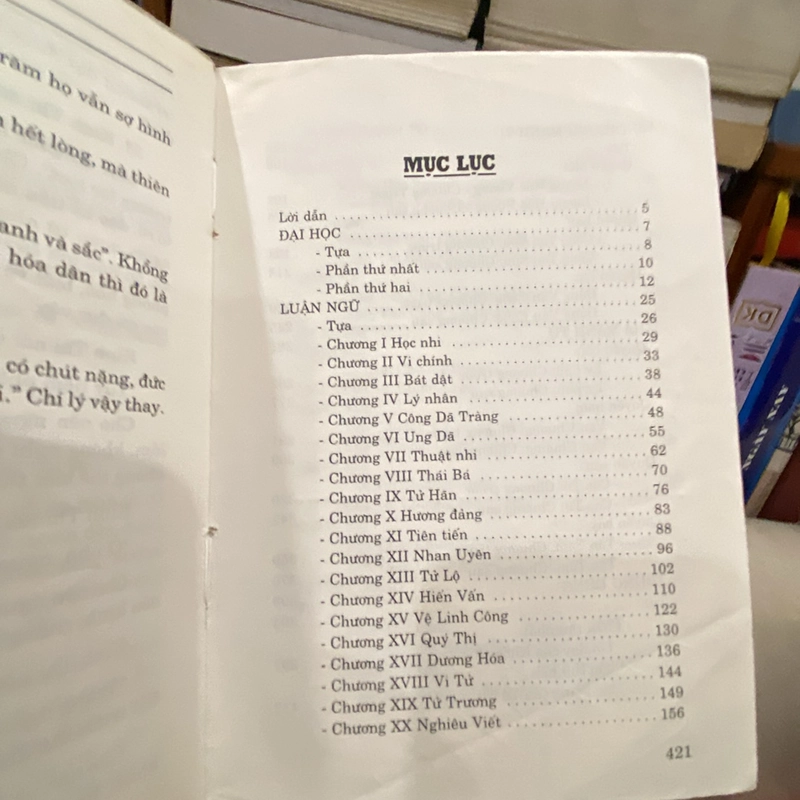 răm họ vẫn sợ hình
hết lòng, mà thiên
anh và sắc". Khổng
hóa dân thì đó là
có chút nặng, đức
." Chí lý vậy thay.
MỤC LỤC
Lời dẫn ........ 5
ĐẠI HỌC ........ 7
- Tựa ........ 8
- Phần thứ nhất ........ 10
- Phần thứ hai ........ 12
LUẬN NGỮ ........ 25
- Tựa ........ 26
- Chương I Học nhi ........ 29
- Chương II Vi chính ........ 33
- Chương III Bát dật ........ 38
- Chương IV Lý nhân ........ 44
- Chương V Công Dã Tràng ........ 48
- Chương VI Ung Dã ........ 55
- Chương VII Thuật nhi ........ 62
- Chương VIII Thái Bá ........ 70
- Chương IX Tử Hãn ........ 76
- Chương X Hương đảng ........ 83
- Chương XI Tiên tiến ........ 88
- Chương XII Nhan Uyên ........ 96
- Chương XIII Tử Lộ ........ 102
- Chương XIV Hiến Vấn ........ 110
- Chương XV Vệ Linh Công ........ 122
- Chương XVI Quý Thị ........ 130
- Chương XVII Dương Hóa ........ 136
- Chương XVIII Vi Tử ........ 144
- Chương XIX Tử Trương ........ 149
- Chương XX Nghiêu Viết ........ 156
421
DK